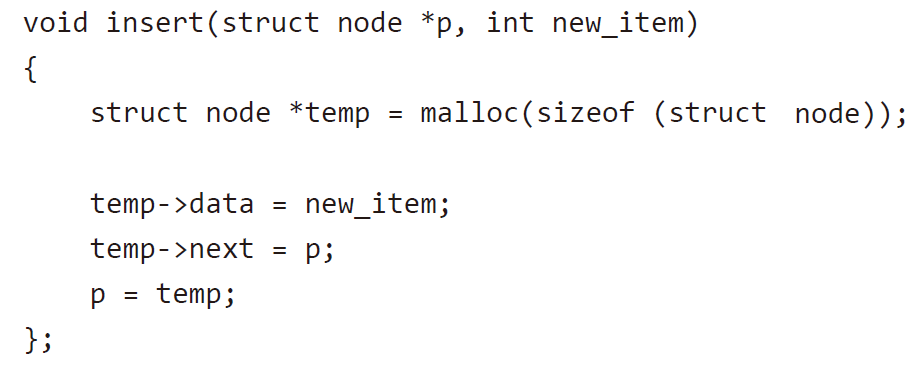 void insert(struct node *p, int new_item)
{
    struct node *temp = malloc(sizeof (struct node));
    temp->data = new_item;
    temp->next = p;
    p = temp;
};